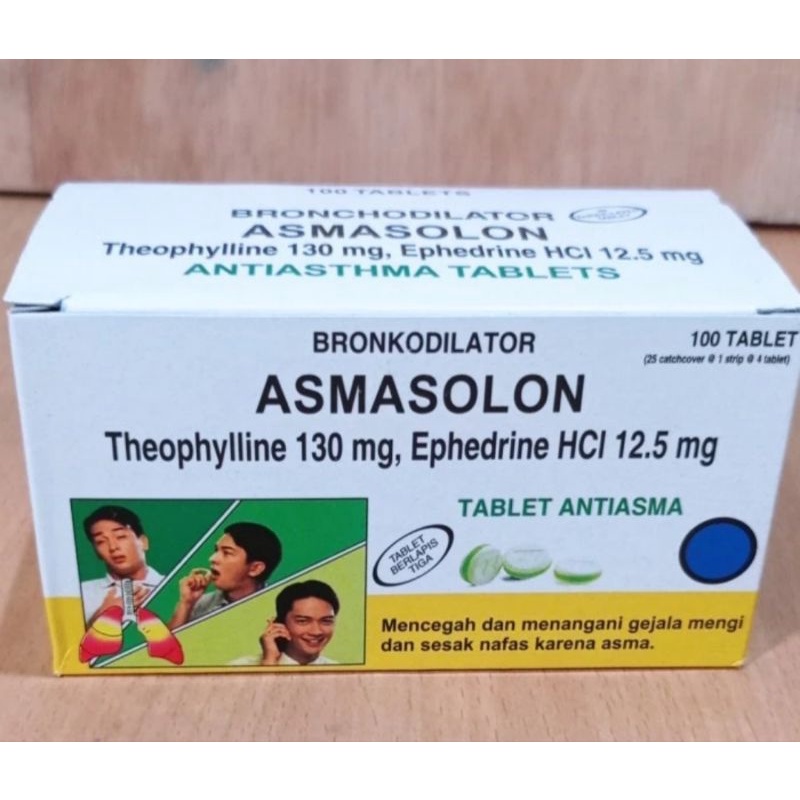 100 TABLETS
BRONCHODILATOR
ASMASOLON
Theophylline 130 mg, Ephedrine HCl 12.5 mg
ANTIASTHMA TABLETS
BRONKODILATOR
100 TABLET
(25 catchcover @ 1 strip @ 4 tablet)
ASMASOLON
Theophylline 130 mg, Ephedrine HCl 12.5 mg
TABLET ANTIASMA
TABLET
BERLAPIS
TIGA
Mencegah dan menangani gejala mengi
dan sesak nafas karena asma.